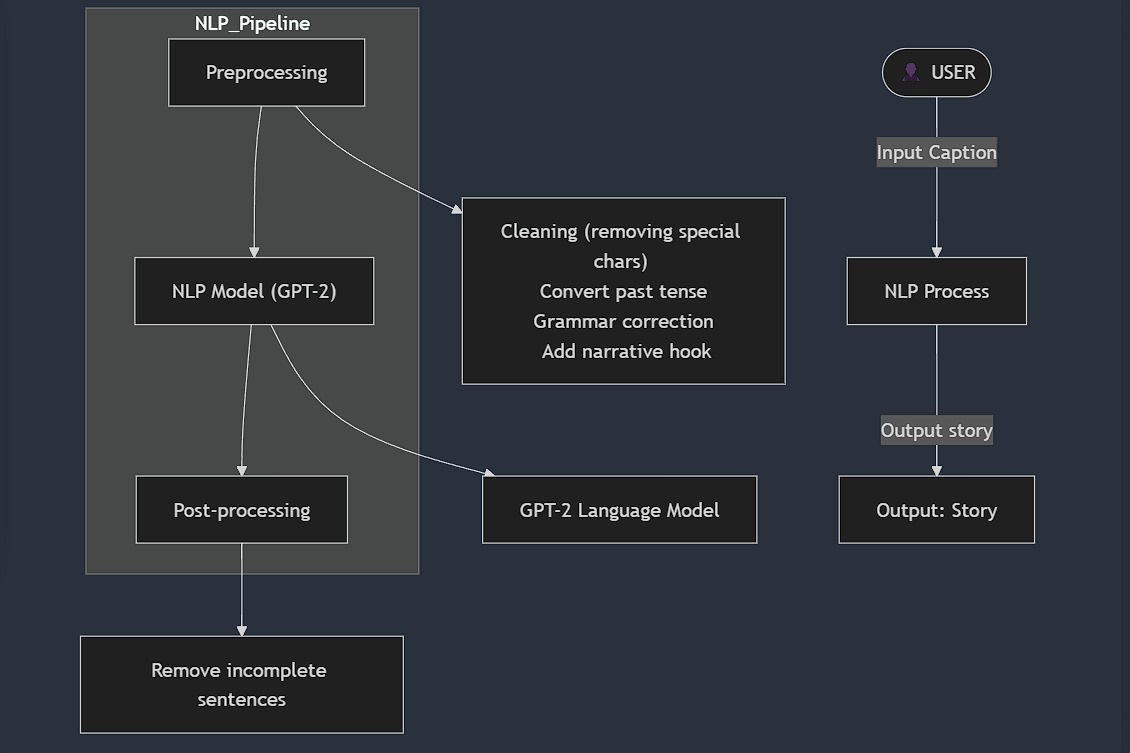 NLP_Pipeline
Preprocessing
USER
Input Caption
Cleaning (removing special
chars)
Convert past tense
Grammar correction
Add narrative hook
NLP Model (GPT-2)
NLP Process
Output story
Post-processing
GPT-2 Language Model
Output: Story
Remove incomplete
sentences